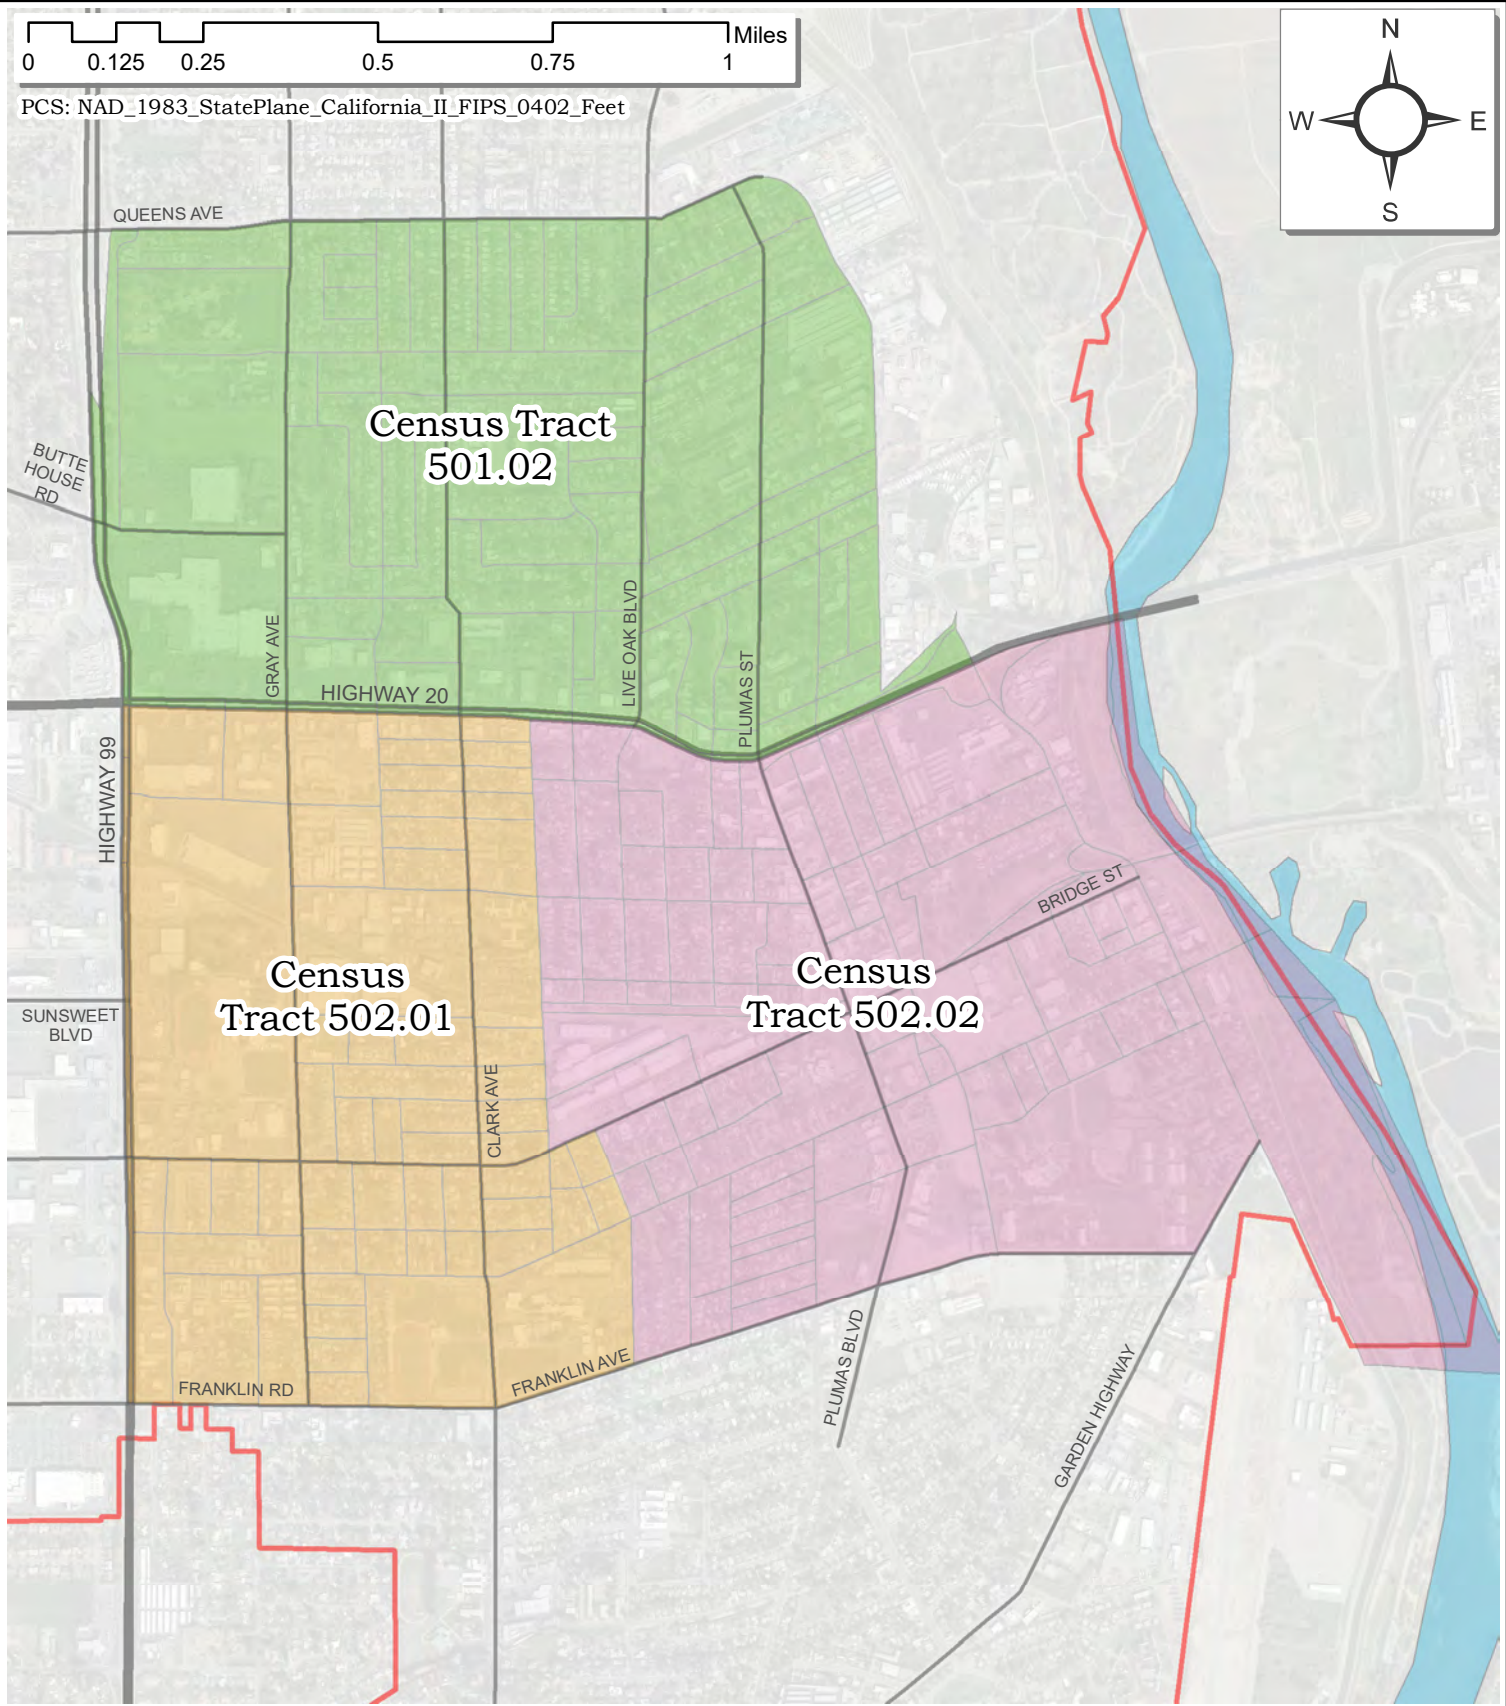 Miles
0 0.125 0.25 0.5 0.75 1
PCS: NAD_1983_StatePlane_California_II_FIPS_0402_Feet
N
W E
S
QUEENS AVE
Census Tract
501.02
BUTTE
HOUSE
RD
GRAY AVE
LIVE OAK BLVD
PLUMAS ST
HIGHWAY 20
HIGHWAY 99
BRIDGE ST
Census
Tract 502.01
Census
Tract 502.02
SUNSWEET
BLVD
CLARK AVE
FRANKLIN RD
FRANKLIN AVE
PLUMAS BLVD
GARDEN HIGHWAY